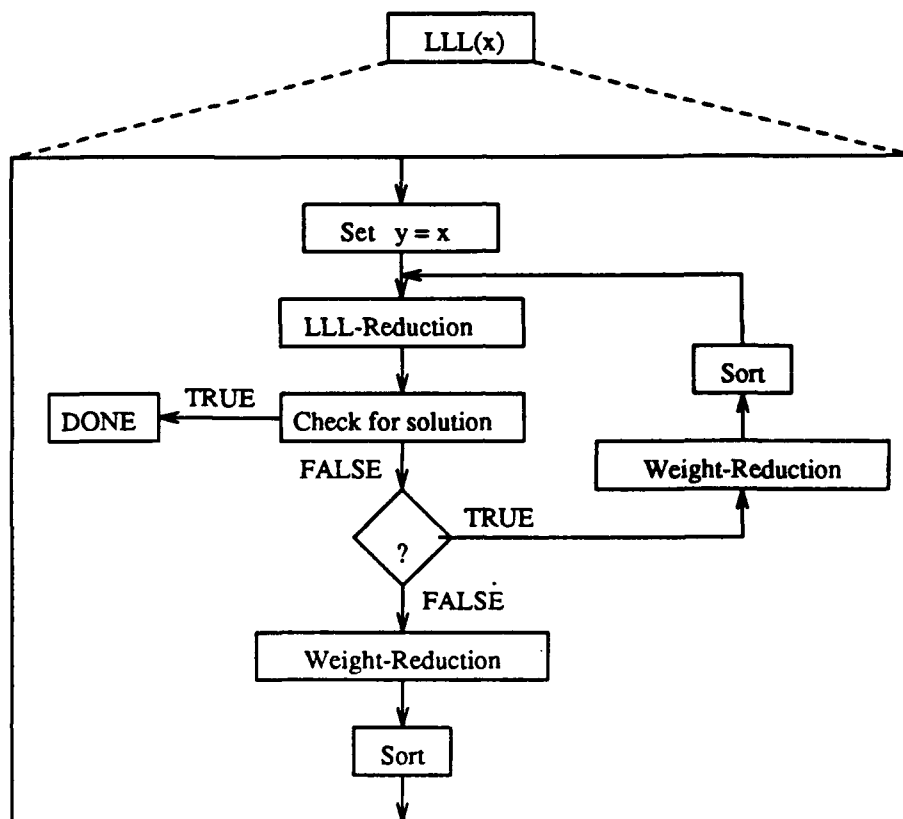 LLL(x)
Set y = x
LLL-Reduction
Sort
TRUE
DONE
Check for solution
FALSE
Weight-Reduction
TRUE
?
FALSE
Weight-Reduction
Sort